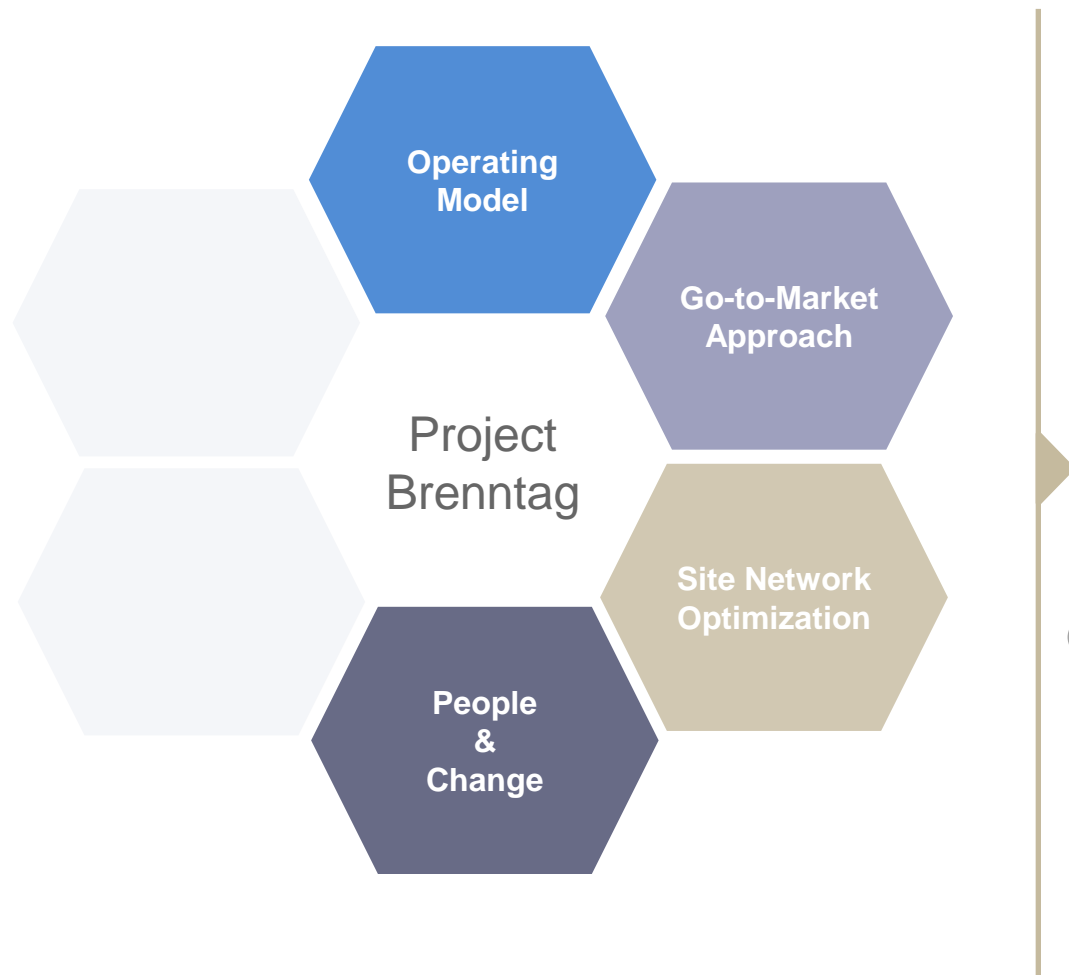 Operating
Model
Go-to-Market
Approach
Project
Brenntag
Site Network
Optimization
People
&
Change